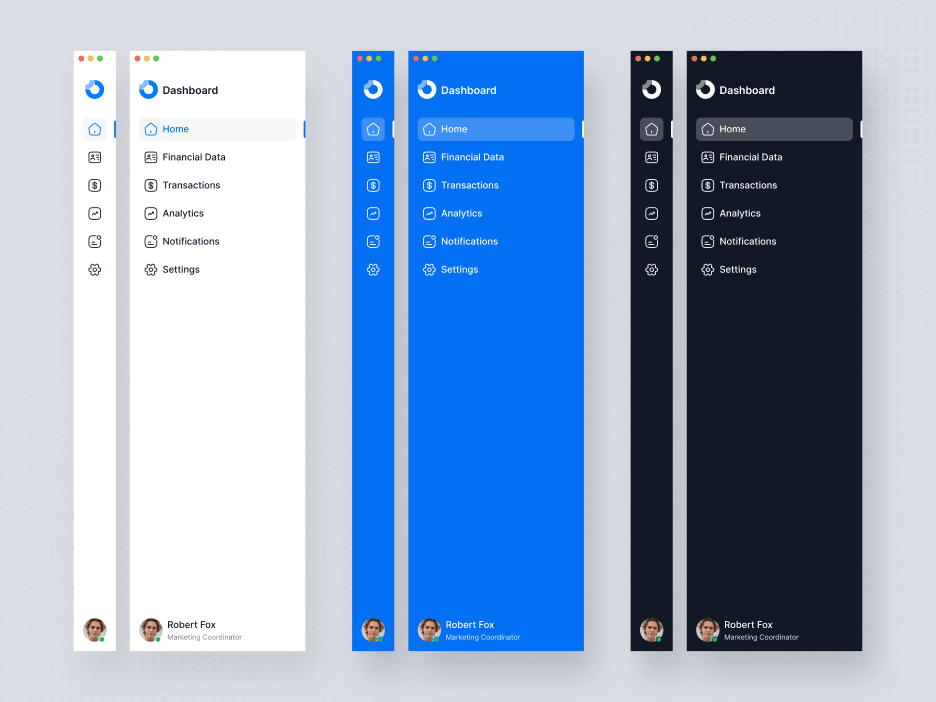 Dashboard
Home
Financial Data
Transactions
Analytics
Notifications
Settings
Robert Fox
Marketing Coordinator
Dashboard
Home
Financial Data
Transactions
Analytics
Notifications
Settings
Robert Fox
Marketing Coordinator
Dashboard
Home
Financial Data
Transactions
Analytics
Notifications
Settings
Robert Fox
Marketing Coordinator